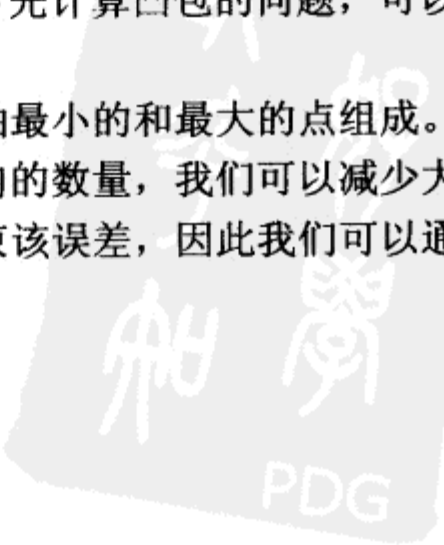 先计算凹包的问题，可以
由最小的和最大的点组成。
的数量，我们可以减少大
该误差，因此我们可以通
知
PDG